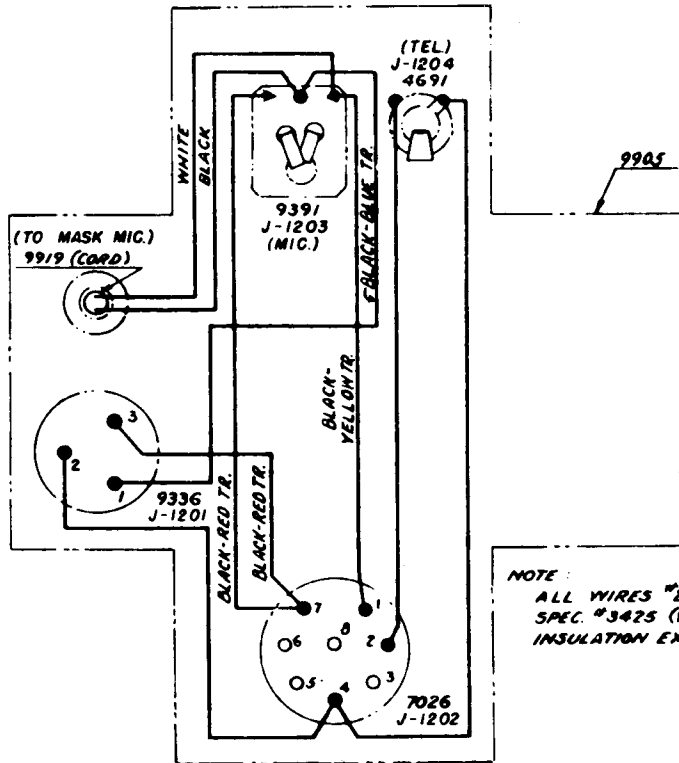 (TEL.)
J-1204
4691
WHITE
BLACK
9391
J-1203
(MIC.)
BLACK-BLUE TR.
9905
(TO MASK MIC.)
9919 (CORD)
BLACK-
YELLOW TR.
3
2
1
9336
J-1201
BLACK-RED TR.
BLACK-RED TR.
7
1
6
8
2
5
4
3
7026
J-1202
NOTE:
ALL WIRES
SPEC. #3425
INSULATION